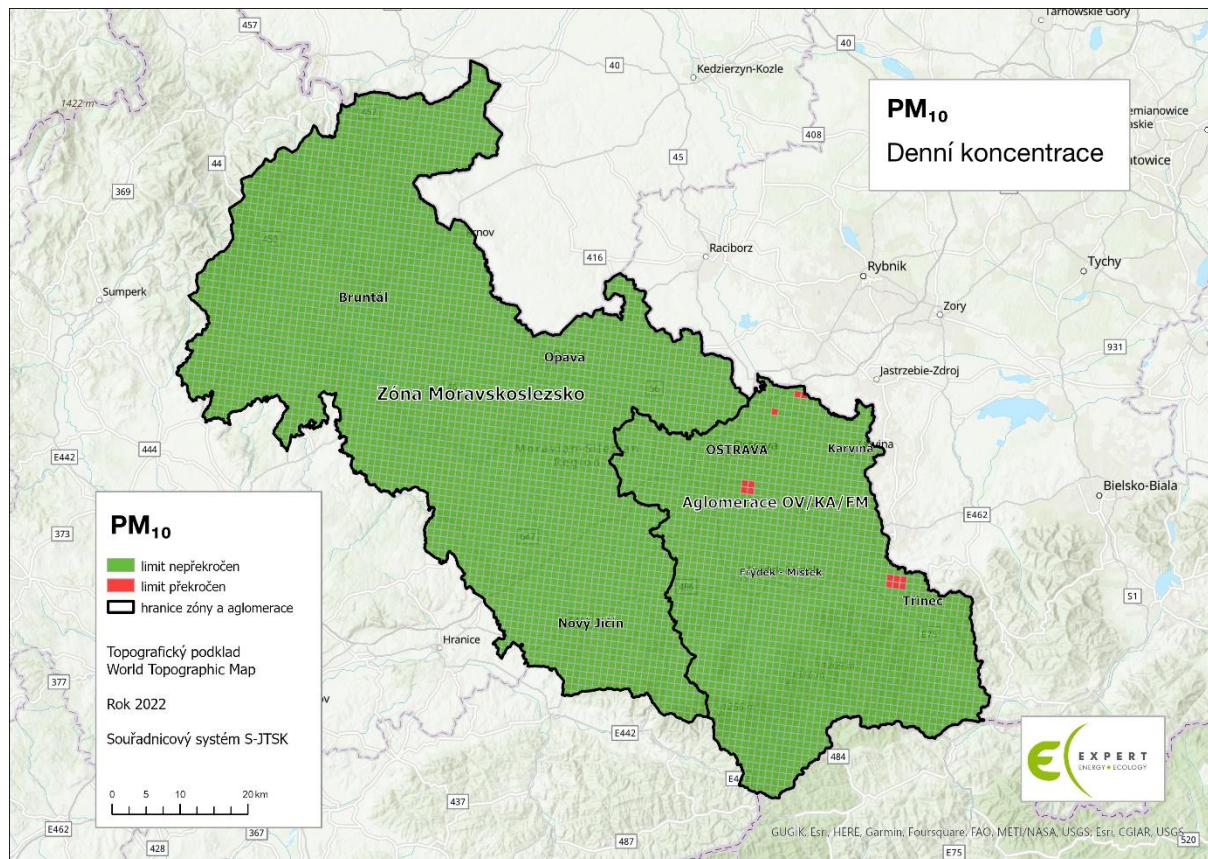 Tarnowskie Gory
457
40
40
Kedzierzyn-Kozle
1422 m
PM₁₀
Denní koncentrace
408
44
45
369
416
Raciborz
Rybnik
Tychy
Sumperk
Bruntál
Zory
Opava
931
Jastrzebie-Zdroj
Zóna Moravskoslezsko
444
E442
OSTRAVA
Karviná
Aglomerace OV/KA/FM
Bielsko-Biala
E462
373
Frýdek - Místek
Třinec
S1
Nový Jičín
Hranice
PM₁₀
limit nepřekročen
limit překročen
hranice zóny a aglomerace
Topografický podklad
World Topographic Map
Rok 2022
Souřadnicový systém S-JTSK
0 5 10 20 km
377
E442
484
437
E462
367
428
487
E75
520
EXPERT
ENERGY • ECOLOGY
GUGiK, Esri, HERE, Garmin, Foursquare, FAO, METI/NASA, USGS, Esri, CGIAR, USGS